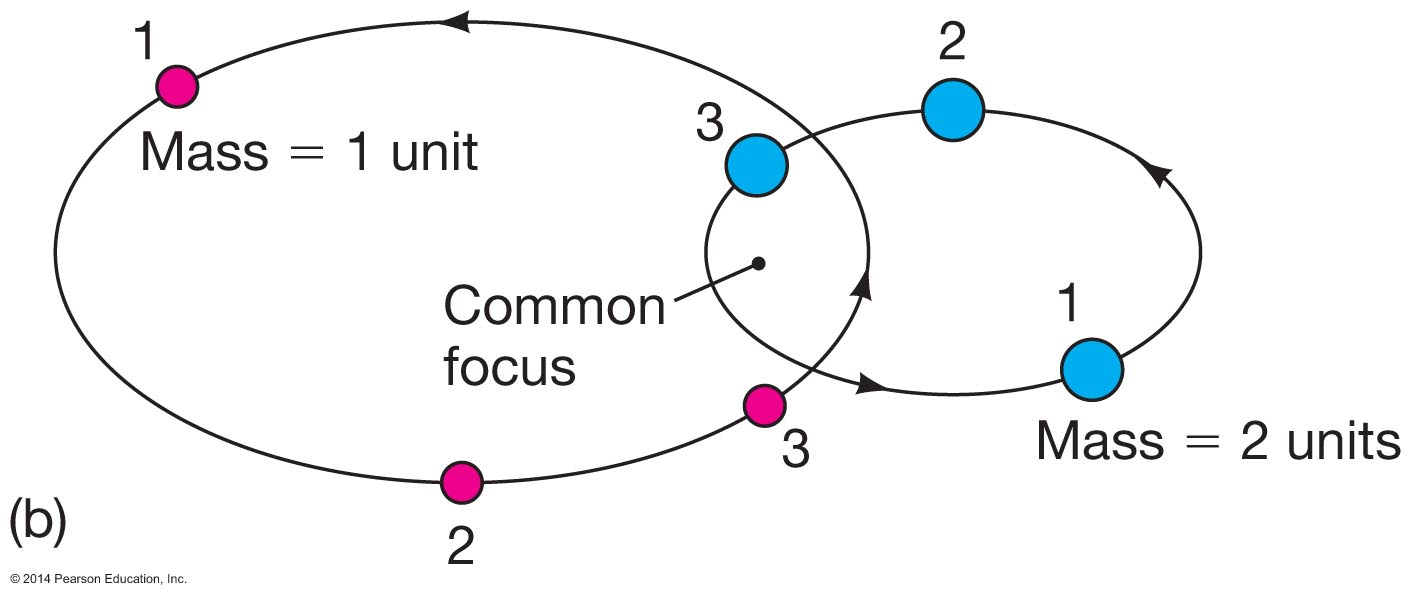 1
2
3
Mass = 1 unit
Common
focus
1
Mass = 2 units
3
2
(b)
© 2014 Pearson Education, Inc.